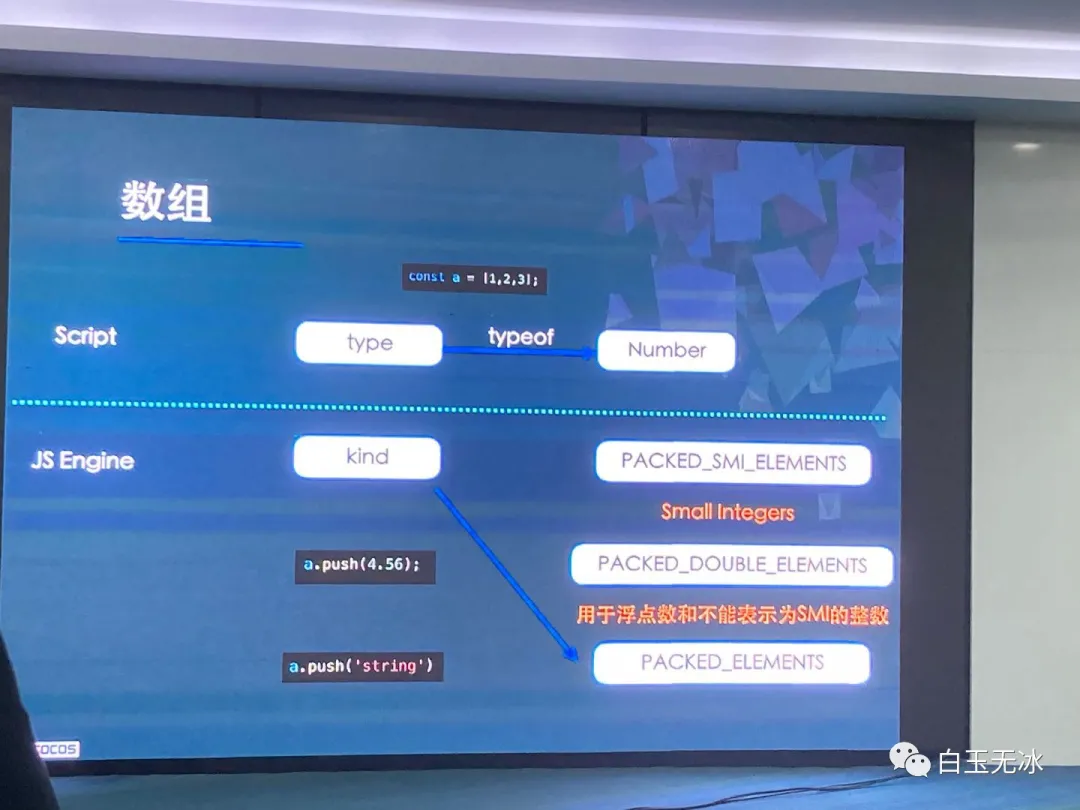 数组
const a = [1,2,3];
Script
type
typeof
Number
JS Engine
kind
PACKED_SMI_ELEMENTS
Small Integers
a.push(4.56);
PACKED_DOUBLE_ELEMENTS
用于浮点数和不能表示为SMI的整数
a.push('string')
PACKED_ELEMENTS
COCOS
白玉无冰